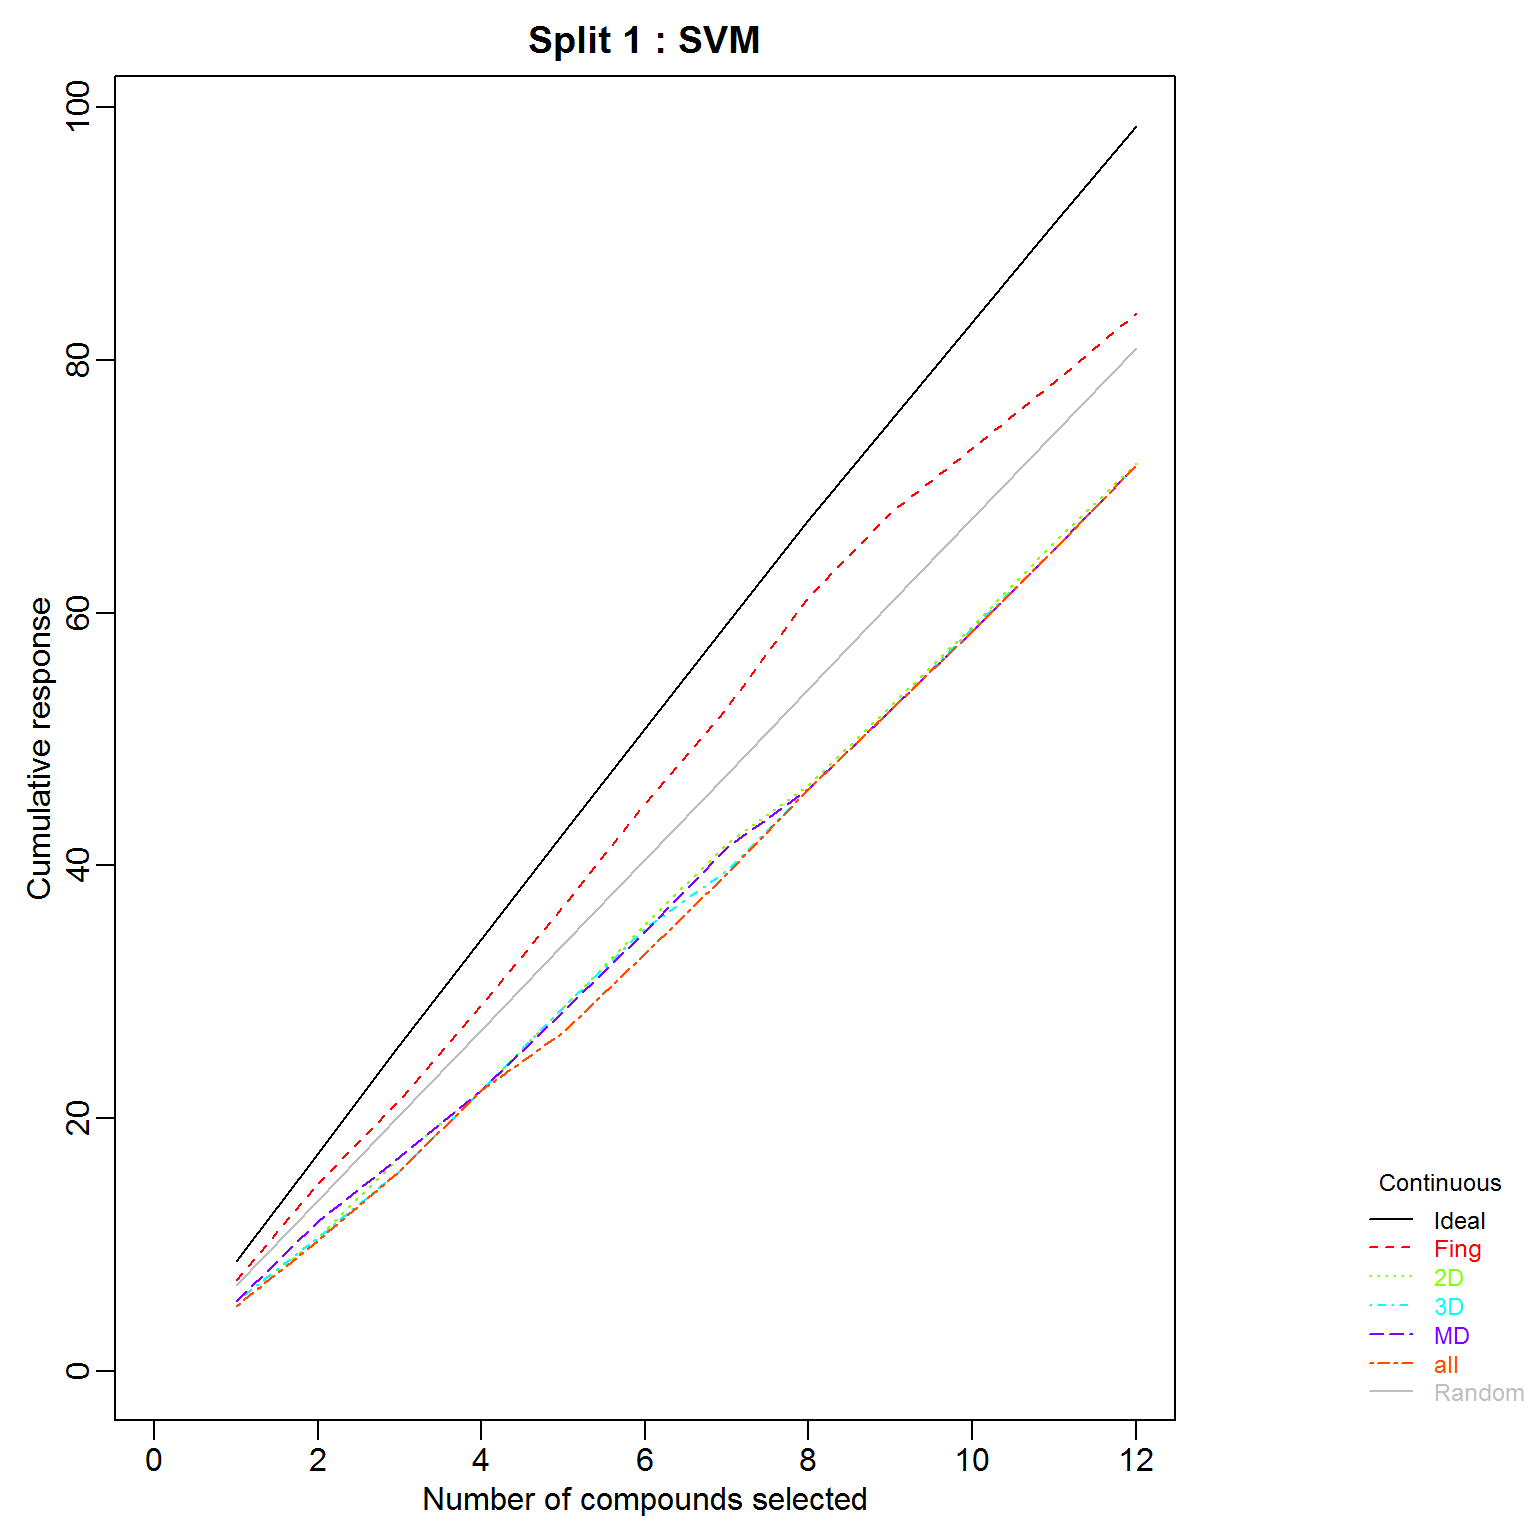 Split 1 : SVM
100
80
60
40
20
0
Cumulative response
0 2 4 6 8 10 12
Number of compounds selected
Continuous
Ideal
Fing
2D
3D
MD
all
Random